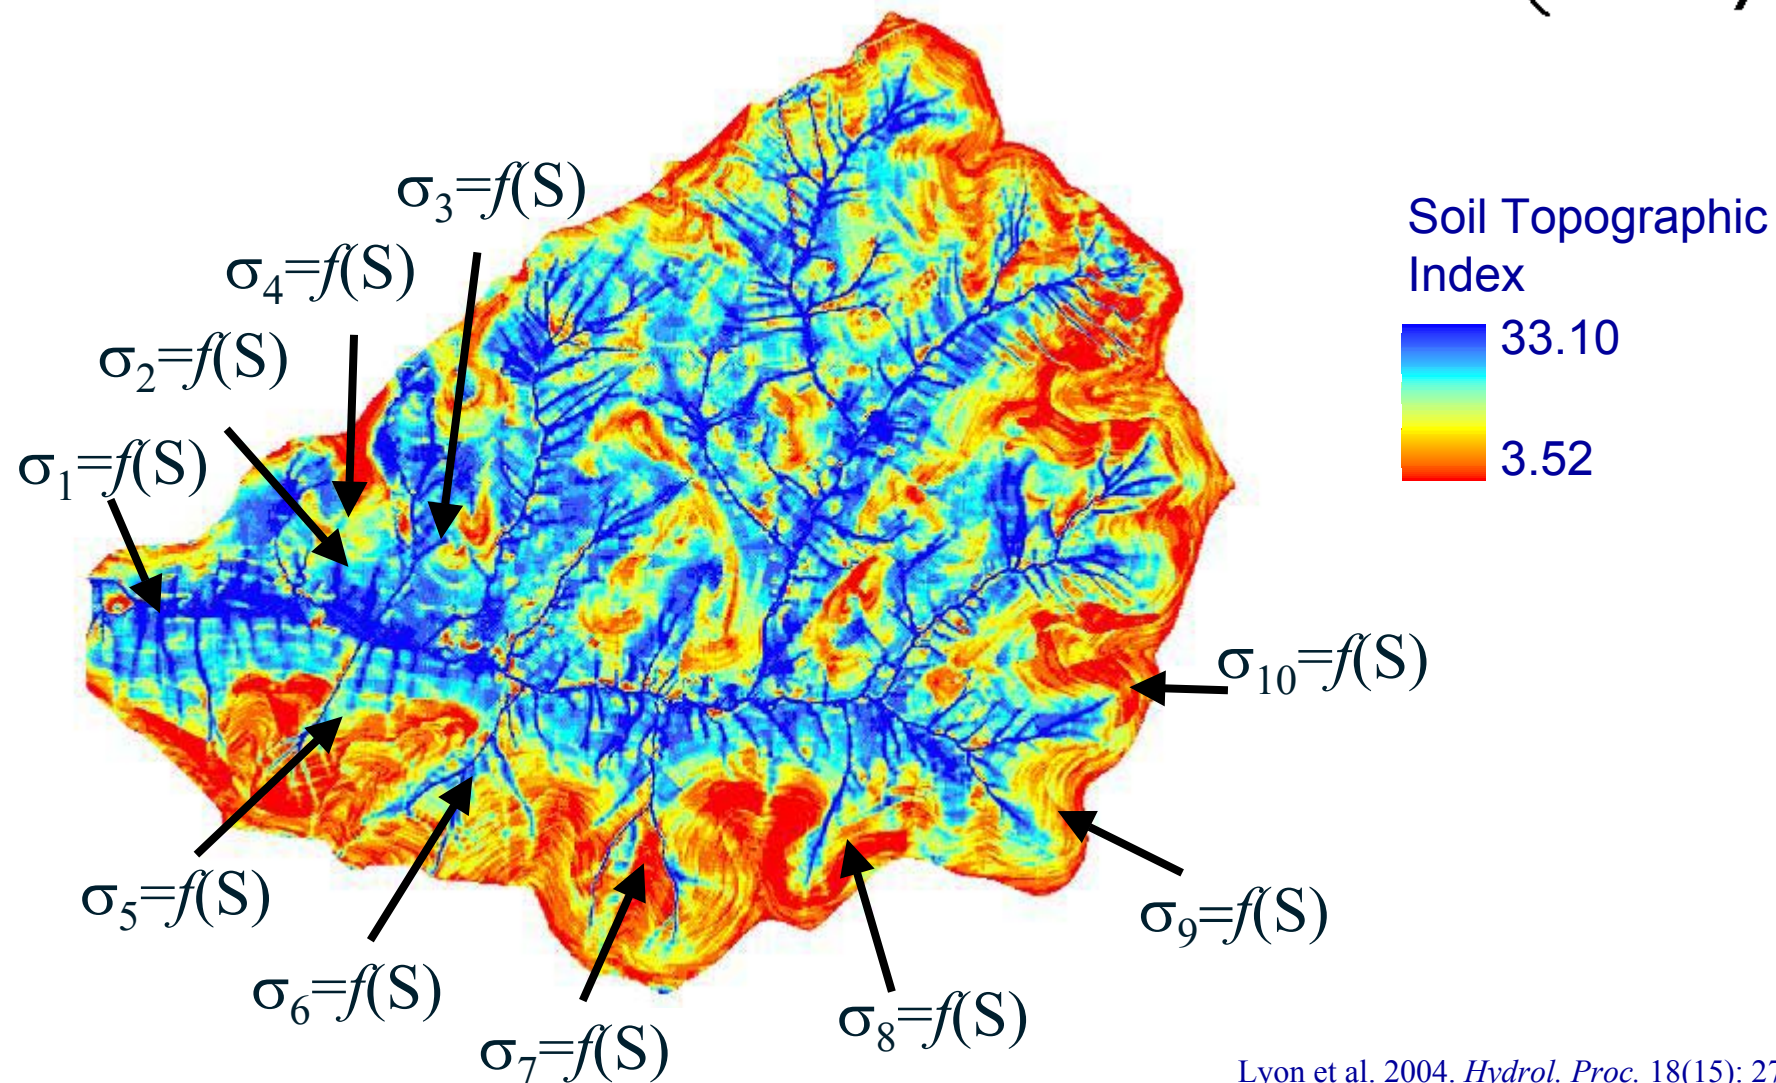 σ3=f(S)
σ4=f(S)
σ2=f(S)
σ1=f(S)
Soil Topographic
Index
33.10
3.52
σ10=f(S)
σ5=f(S)
σ9=f(S)
σ6=f(S)
σ8=f(S)
σ7=f(S)
Lyon et al. 2004. Hydrol. Proc. 18(15): 27